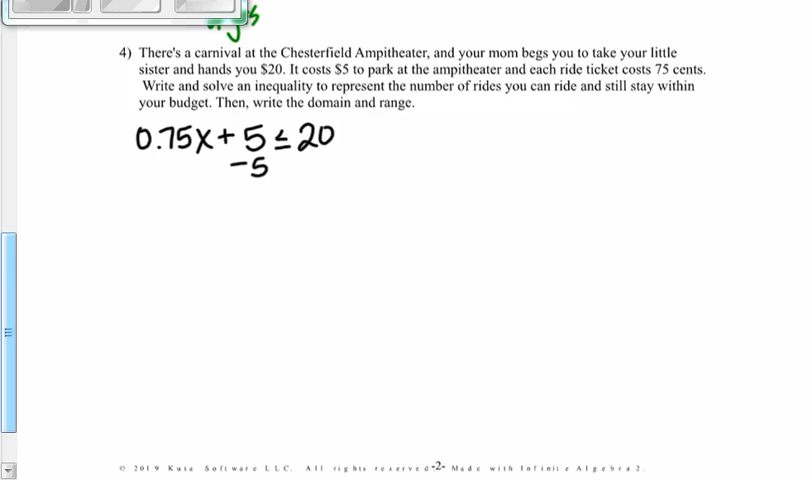 4) There's a carnival at the Chesterfield Ampitheater, and your mom begs you to take your little
sister and hands you $20. It costs $5 to park at the ampitheater and each ride ticket costs 75 cents.
Write and solve an inequality to represent the number of rides you can ride and still stay within
your budget. Then, write the domain and range.
0.75x + 5 ≤ 20
-5
© 2019 Kuta Software LLC. All rights reserved. -2- Made with Infinite Algebra 2.